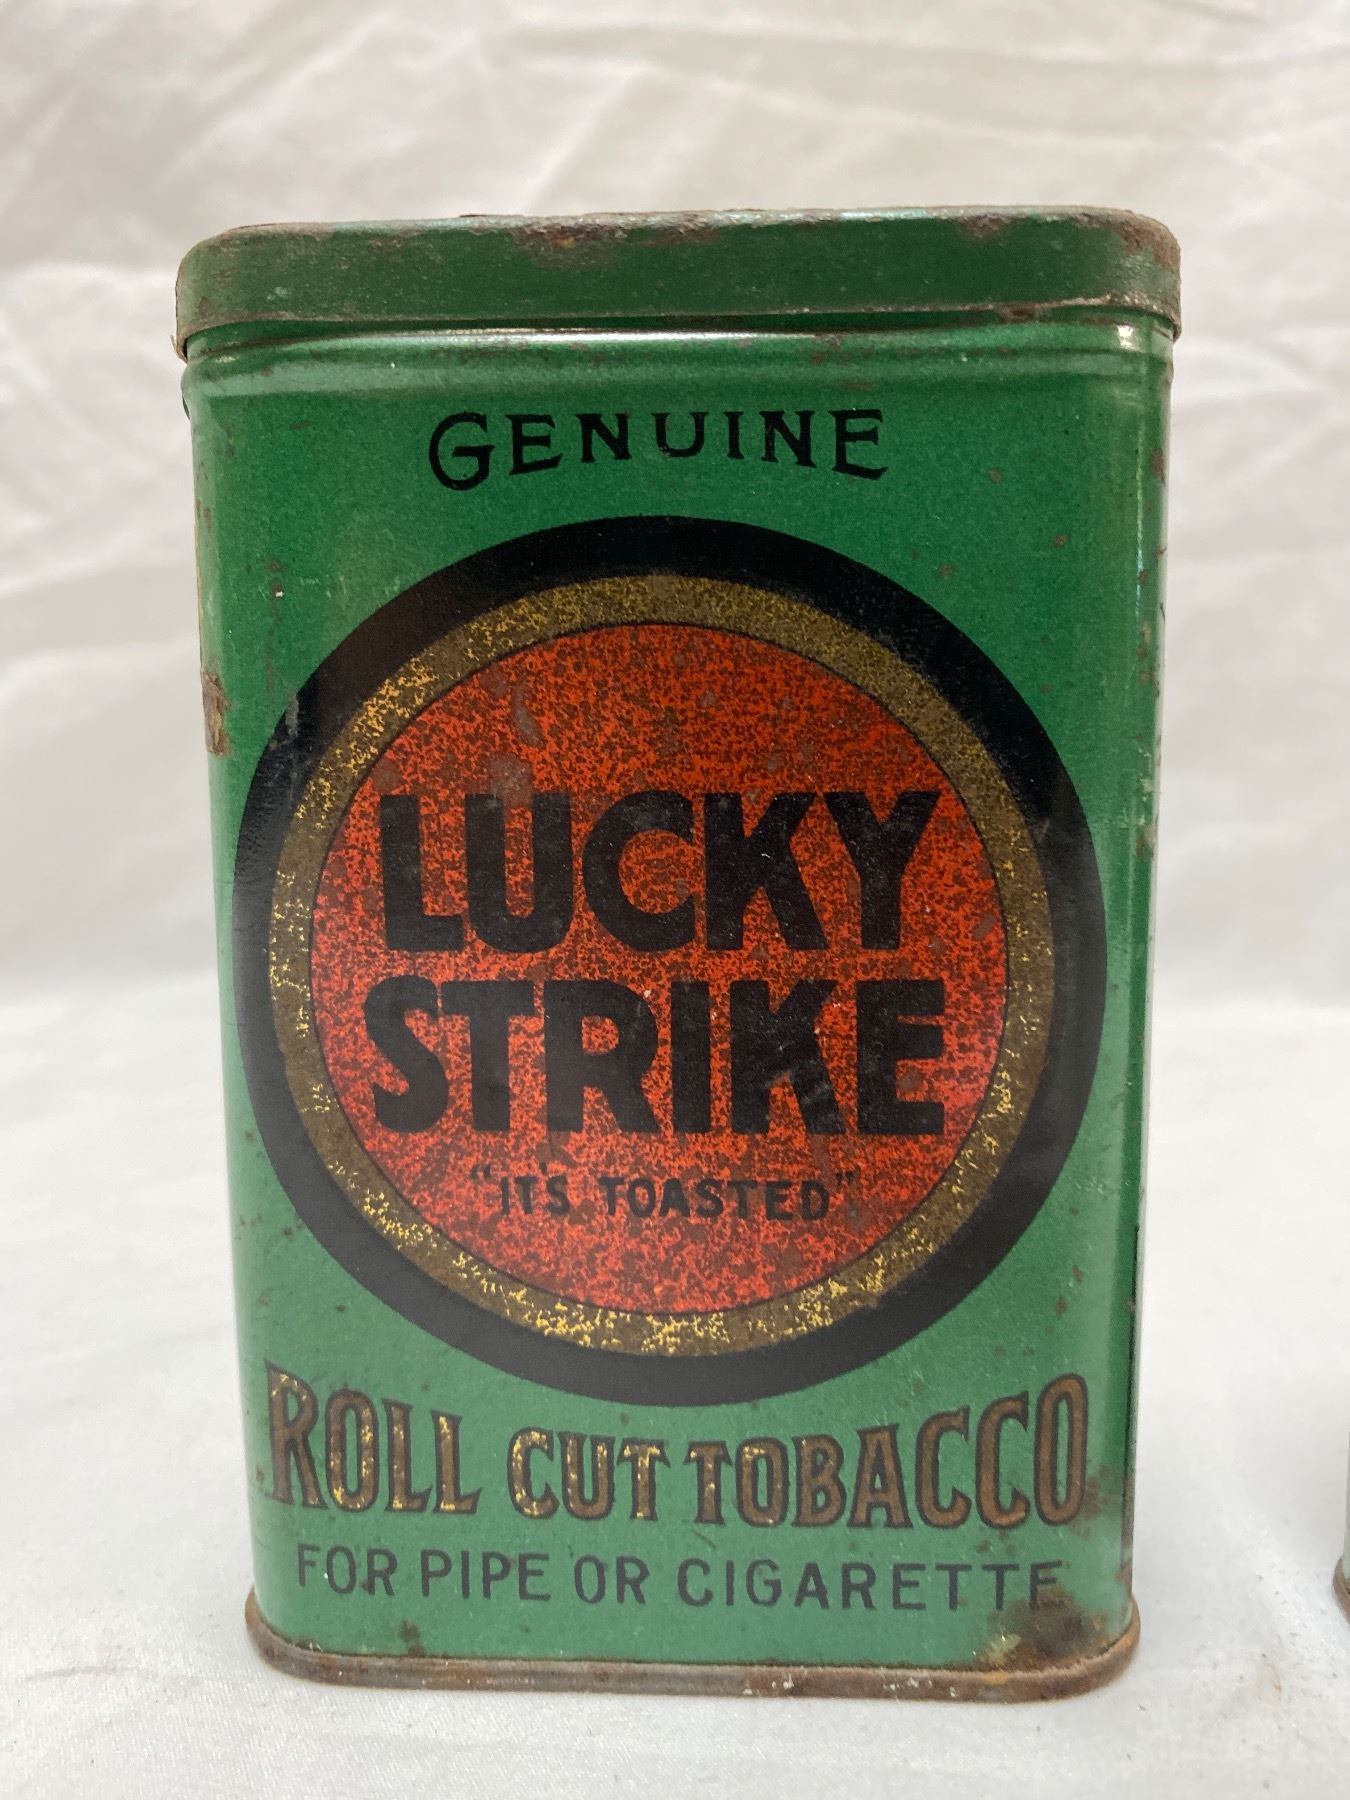 GENUINE
LUCKY
STRIKE
"IT'S TOASTED"
ROLL CUT TOBACCO
FOR PIPE OR CIGARETTE